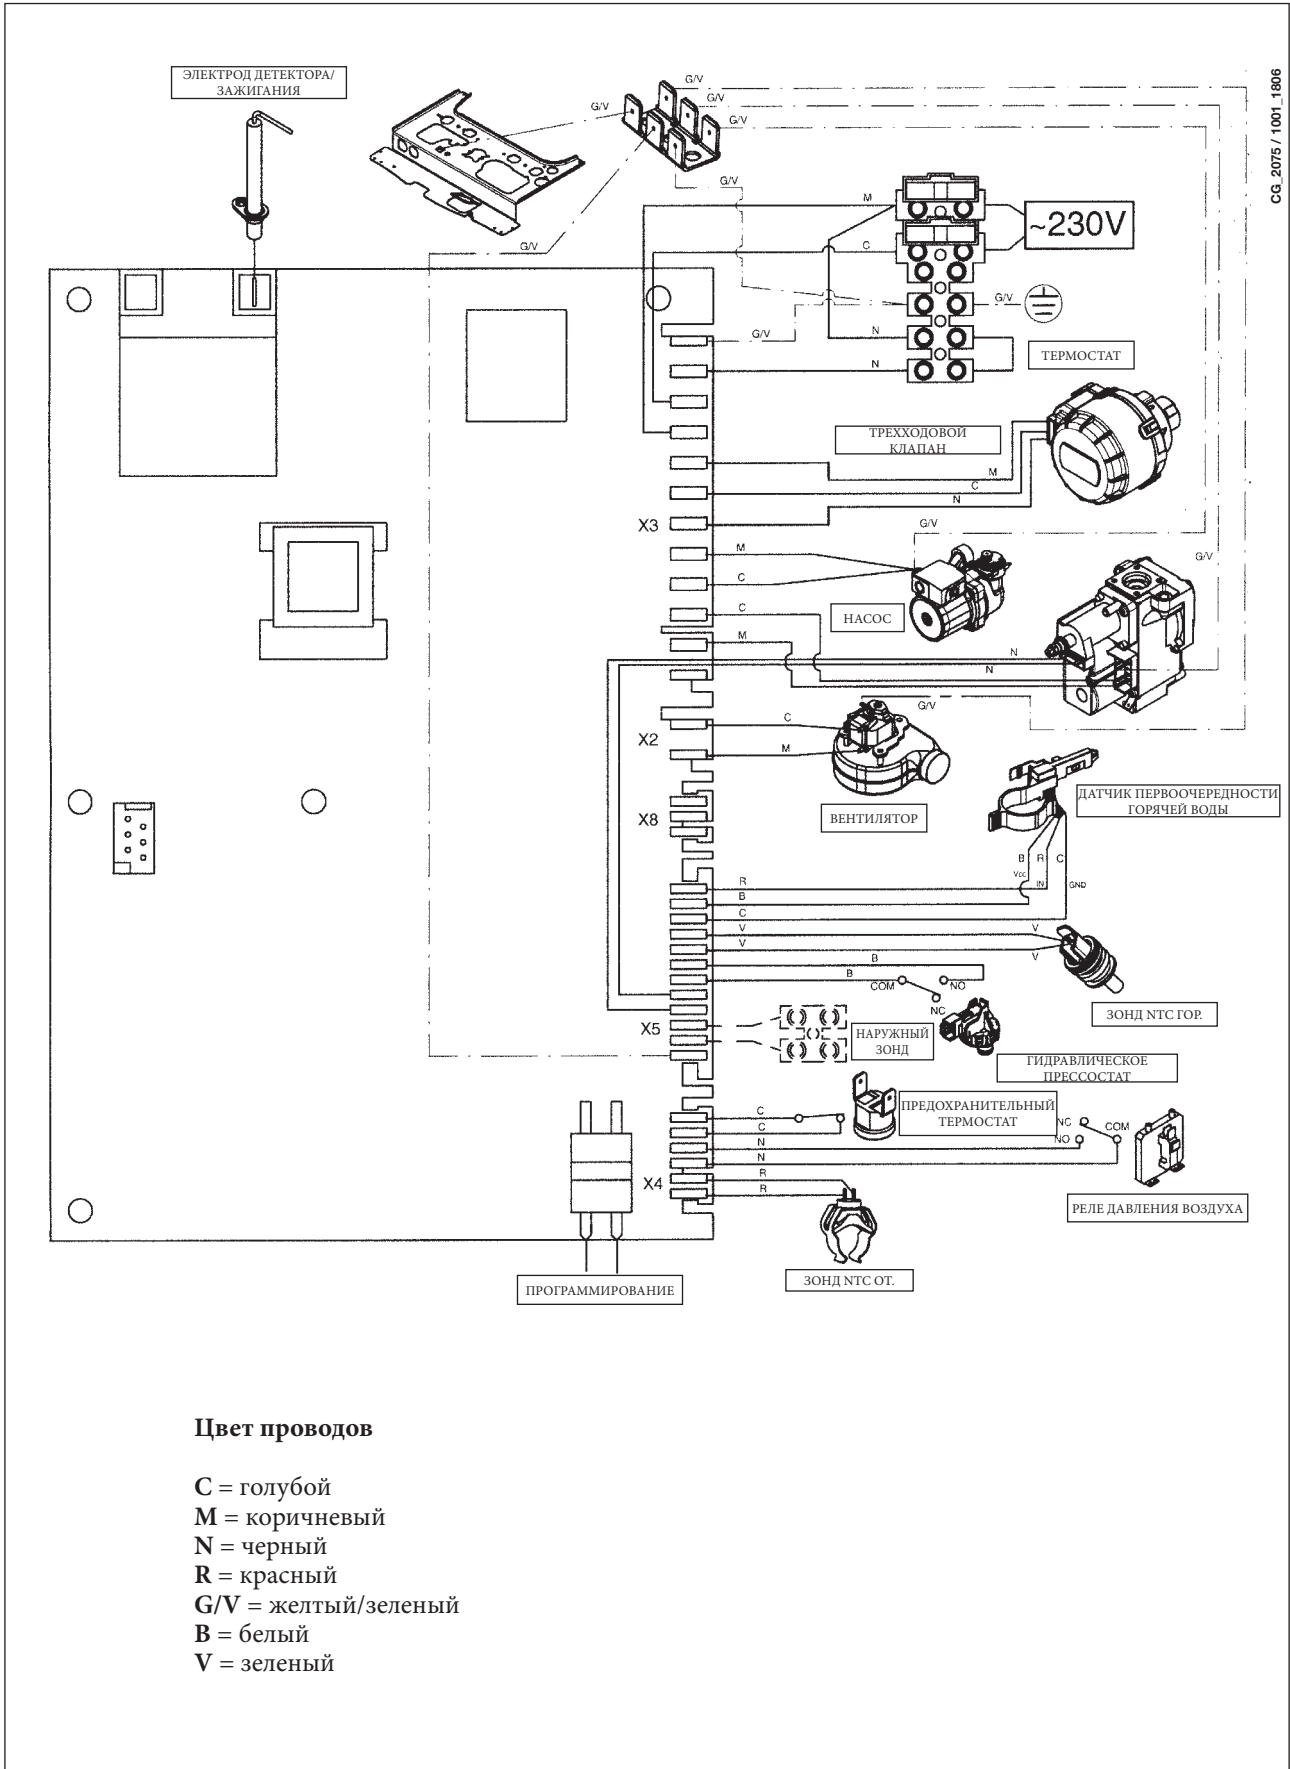 CG_2075 / 1001_1806
ЭЛЕКТРОД ДЕТЕКТОРА/
ЗАЖИГАНИЯ
G/V
G/V
G/V
G/V
G/V
G/V
M
~230V
C
G/V
G/V
N
ТЕРМОСТАТ
N
ТРЕХХОДОВОЙ
КЛАПАН
M
C
N
X3
G/V
M
G/V
C
C
НАСОС
M
N
N
G/V
C
X2
M
ДАТЧИК ПЕРВООЧЕРЕДНОСТИ
ГОРЯЧЕЙ ВОДЫ
ВЕНТИЛЯТОР
X8
B R C
Vcc
IN
GND
R
B
C
V
V
V
V
B
B
COM
NO
NC
ЗОНД NTC ГОР.
X5
НАРУЖНЫЙ
ЗОНД
ГИДРАВЛИЧЕСКОЕ
ПРЕССОСТАТ
ПРЕДОХРАНИТЕЛЬНЫЙ
ТЕРМОСТАТ
C
C
NC
COM
NO
N
N
R
X4
R
РЕЛЕ ДАВЛЕНИЯ ВОЗДУХА
ЗОНД NTC ОТ.
ПРОГРАММИРОВАНИЕ
Цвет проводов
C = голубой
M = коричневый
N = черный
R = красный
G/V = желтый/зеленый
B = белый
V = зеленый